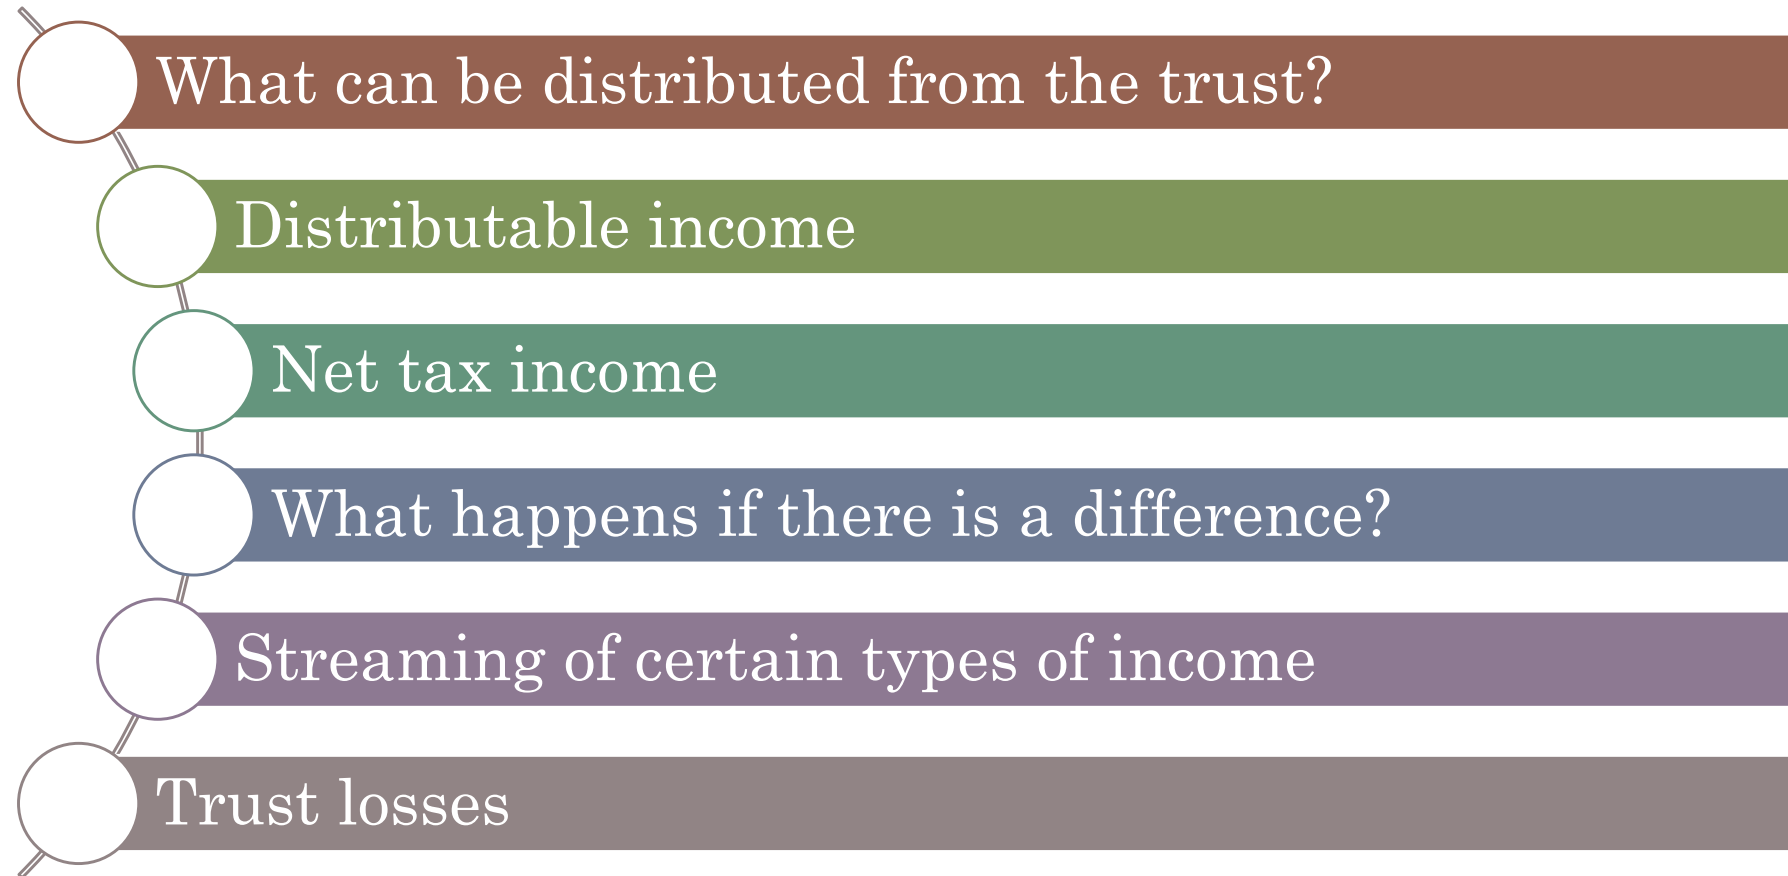 What can be distributed from the trust?
Distributable income
Net tax income
What happens if there is a difference?
Streaming of certain types of income
Trust losses